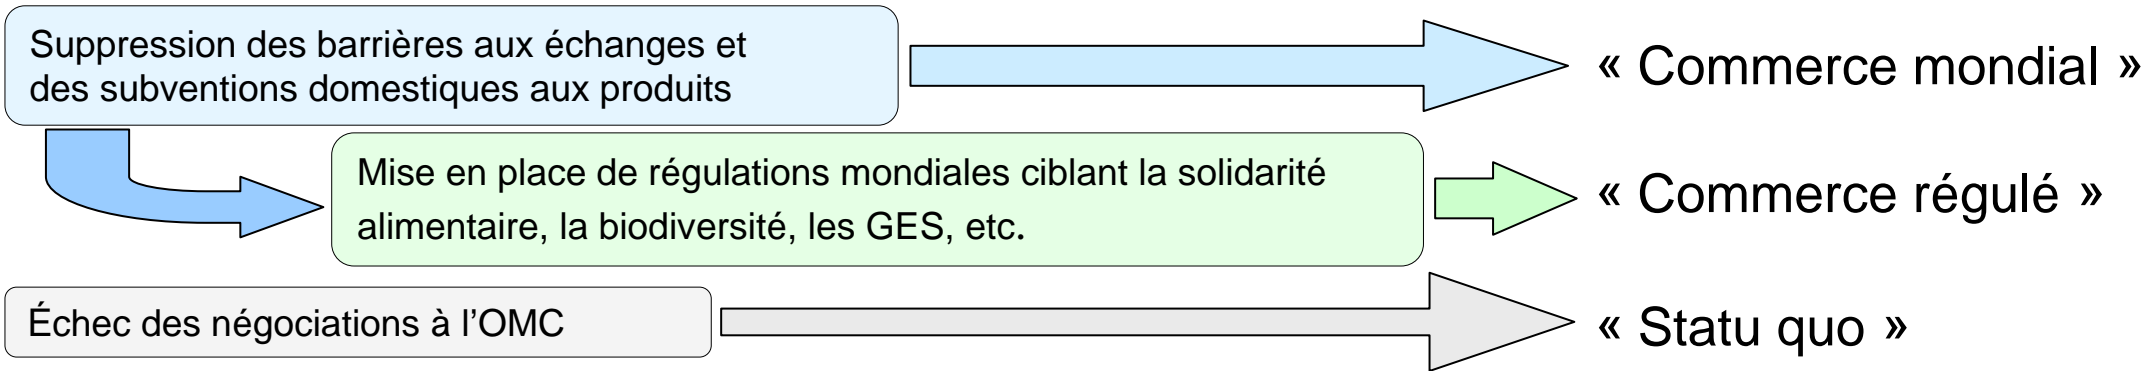 Suppression des barrières aux échanges et
des subventions domestiques aux produits
« Commerce mondial »
Mise en place de régulations mondiales ciblant la solidarité
alimentaire, la biodiversité, les GES, etc.
« Commerce régulé »
Échec des négociations à l’OMC
« Statu quo »